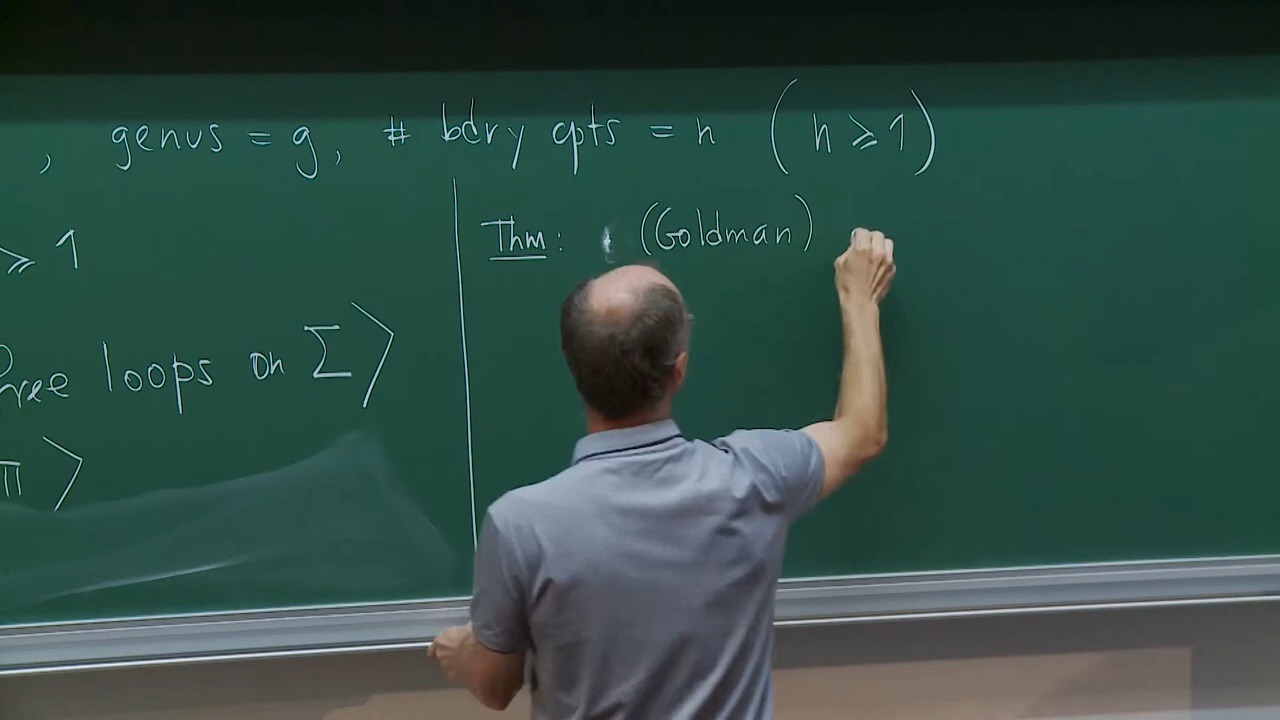 , genus = g, # bdry cpts = n (n ≥ 1)
≥ 1
free loops on Σ ⟩
π ⟩
Thm: (Goldman)